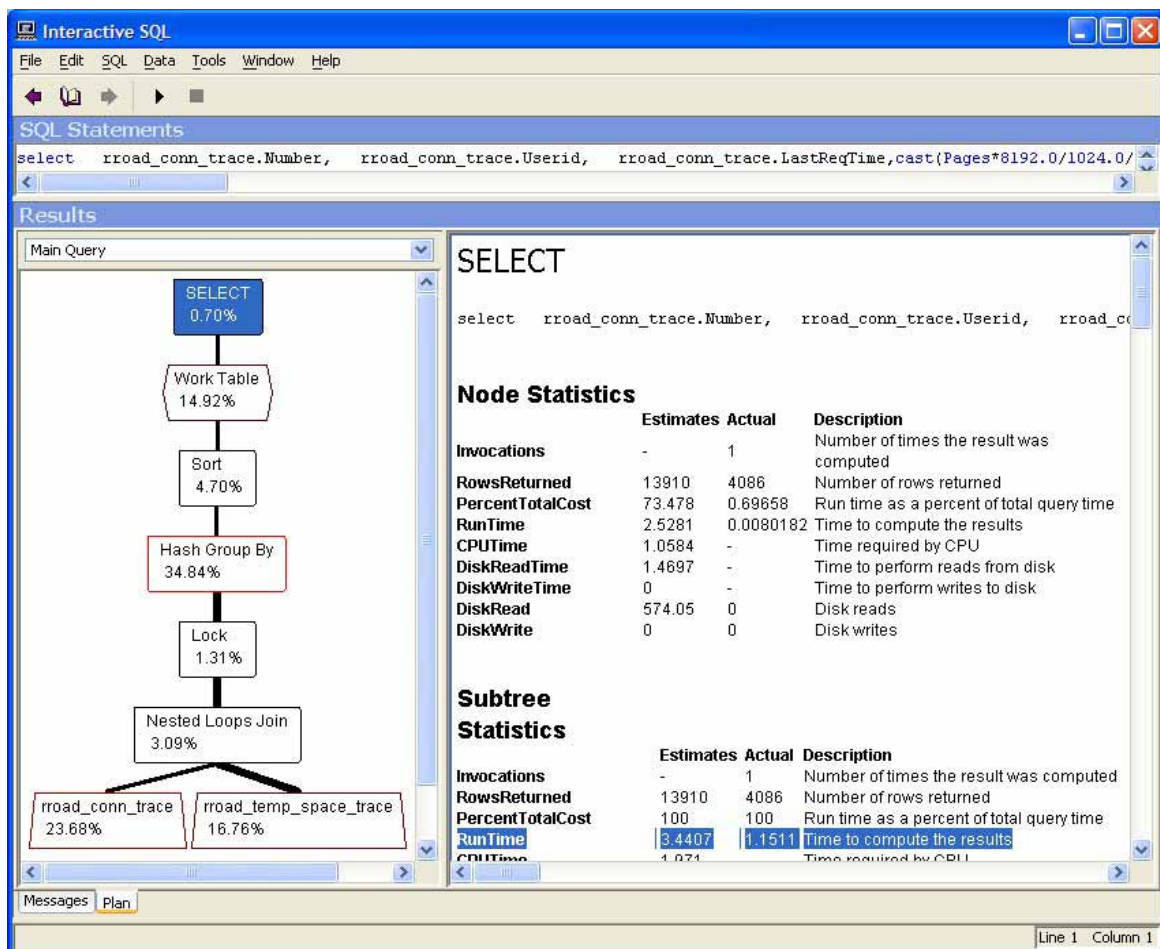 Interactive SQL
File Edit SQL Data Tools Window Help
SQL Statements
select rroad_conn_trace.Number, rroad_conn_trace.Userid, rroad_conn_trace.LastReqTime,cast(Pages*8192.0/1024.0/
Results
Main Query
SELECT
0.70%
Work Table
14.92%
Sort
4.70%
Hash Group By
34.84%
Lock
1.31%
Nested Loops Join
3.09%
rroad_conn_trace
23.68%
rroad_temp_space_trace
16.76%
SELECT
select rroad_conn_trace.Number, rroad_conn_trace.Userid, rroad_c
Node Statistics
Estimates Actual Description
Invocations - 1 Number of times the result was
computed
RowsReturned 13910 4086 Number of rows returned
PercentTotalCost 73.478 0.69658 Run time as a percent of total query time
RunTime 2.5281 0.0080182 Time to compute the results
CPUTime 1.0584 - Time required by CPU
DiskReadTime 1.4697 - Time to perform reads from disk
DiskWriteTime 0 - Time to perform writes to disk
DiskRead 574.05 0 Disk reads
DiskWrite 0 0 Disk writes
Subtree
Statistics
Estimates Actual Description
Invocations - 1 Number of times the result was computed
RowsReturned 13910 4086 Number of rows returned
PercentTotalCost 100 100 Run time as a percent of total query time
RunTime 3.4407 1.1511 Time to compute the results
CPUTime 1.971 - Time required by CPU
Messages Plan
Line 1 Column 1